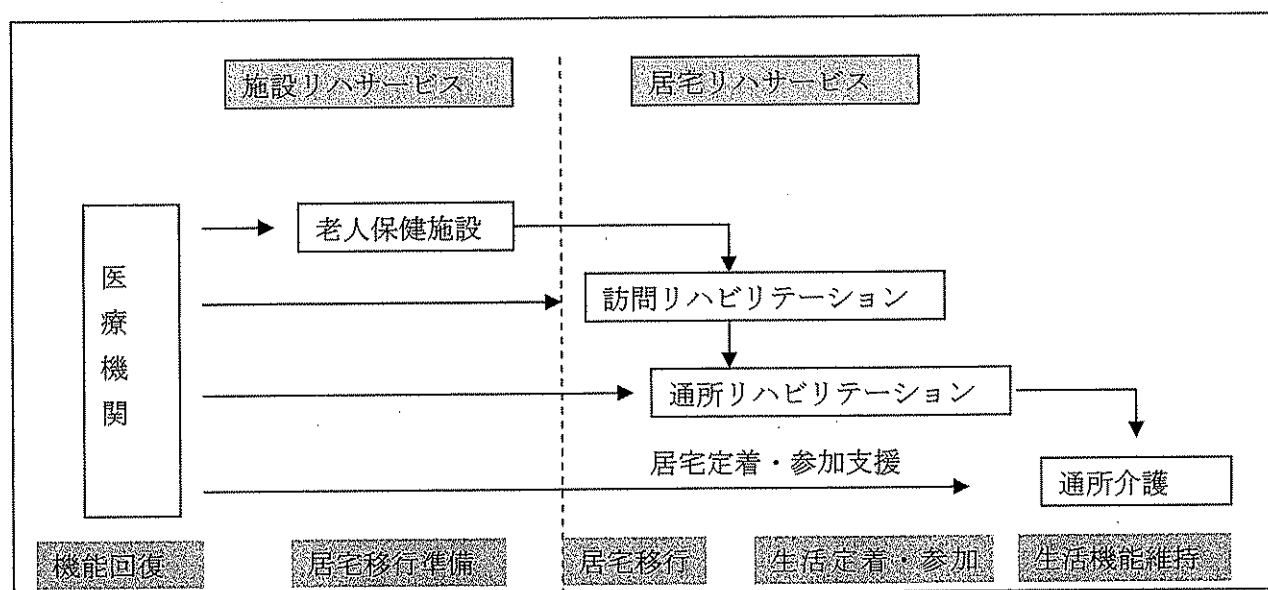 施設リハサービス
居宅リハサービス
老人保健施設
医療機関
訪問リハビリテーション
通所リハビリテーション
居宅定着・参加支援
通所介護
機能回復
居宅移行準備
居宅移行
生活定着・参加
生活機能維持